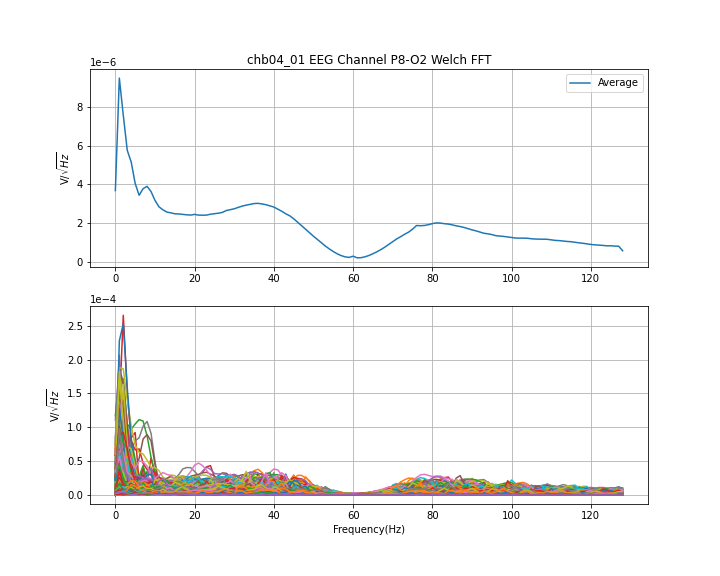 chb04_01 EEG Channel P8-O2 Welch FFT
1e−6
Average
8
6
4
2
0
V/√Hz
0 20 40 60 80 100 120
1e−4
2.5
2.0
1.5
1.0
0.5
0.0
V/√Hz
0 20 40 60 80 100 120
Frequency(Hz)